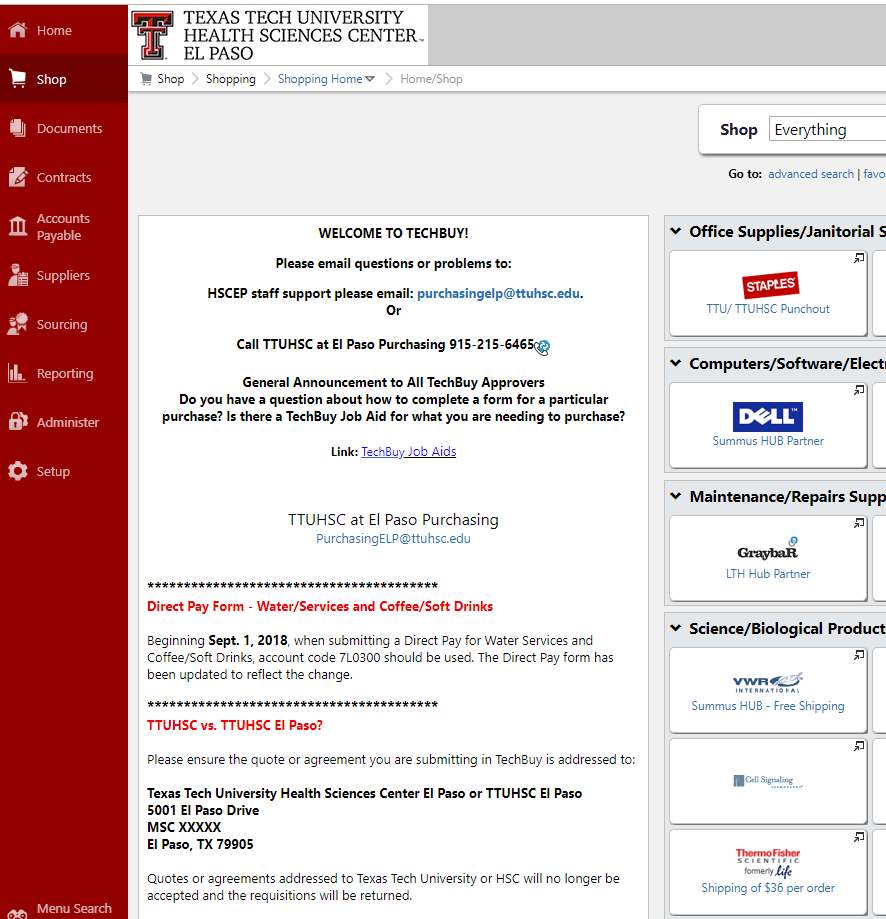 Home
Shop
Documents
Contracts
Accounts
Payable
Suppliers
Sourcing
Reporting
Administer
Setup
Menu Search
TEXAS TECH UNIVERSITY
HEALTH SCIENCES CENTER™
EL PASO
Shop Shopping Shopping Home Home/Shop
Shop Everything
Go to: advanced search | favo
WELCOME TO TECHBUY!
Please email questions or problems to:
HSCEP staff support please email: purchasingelp@ttuhsc.edu.
Or
Call TTUHSC at El Paso Purchasing 915-215-6465
General Announcement to All TechBuy Approvers
Do you have a question about how to complete a form for a particular
purchase? Is there a TechBuy Job Aid for what you are needing to purchase?
Link: TechBuy Job Aids
TTUHSC at El Paso Purchasing
PurchasingELP@ttuhsc.edu
****************************************
Direct Pay Form - Water/Services and Coffee/Soft Drinks
Beginning Sept. 1, 2018, when submitting a Direct Pay for Water Services and
Coffee/Soft Drinks, account code 7L0300 should be used. The Direct Pay form has
been updated to reflect the change.
****************************************
TTUHSC vs. TTUHSC El Paso?
Please ensure the quote or agreement you are submitting in TechBuy is addressed to:
Texas Tech University Health Sciences Center El Paso or TTUHSC El Paso
5001 El Paso Drive
MSC XXXXX
El Paso, TX 79905
Quotes or agreements addressed to Texas Tech University or HSC will no longer be
accepted and the requisitions will be returned.
Office Supplies/Janitorial S
STAPLES
TTU/ TTUHSC Punchout
Computers/Software/Elect
DELL™
Summus HUB Partner
Maintenance/Repairs Supp
GraybaR
LTH Hub Partner
Science/Biological Product
VWR
INTERNATIONAL
Summus HUB - Free Shipping
Cell Signaling
ThermoFisher
SCIENTIFIC
formerly life
Shipping of $36 per order